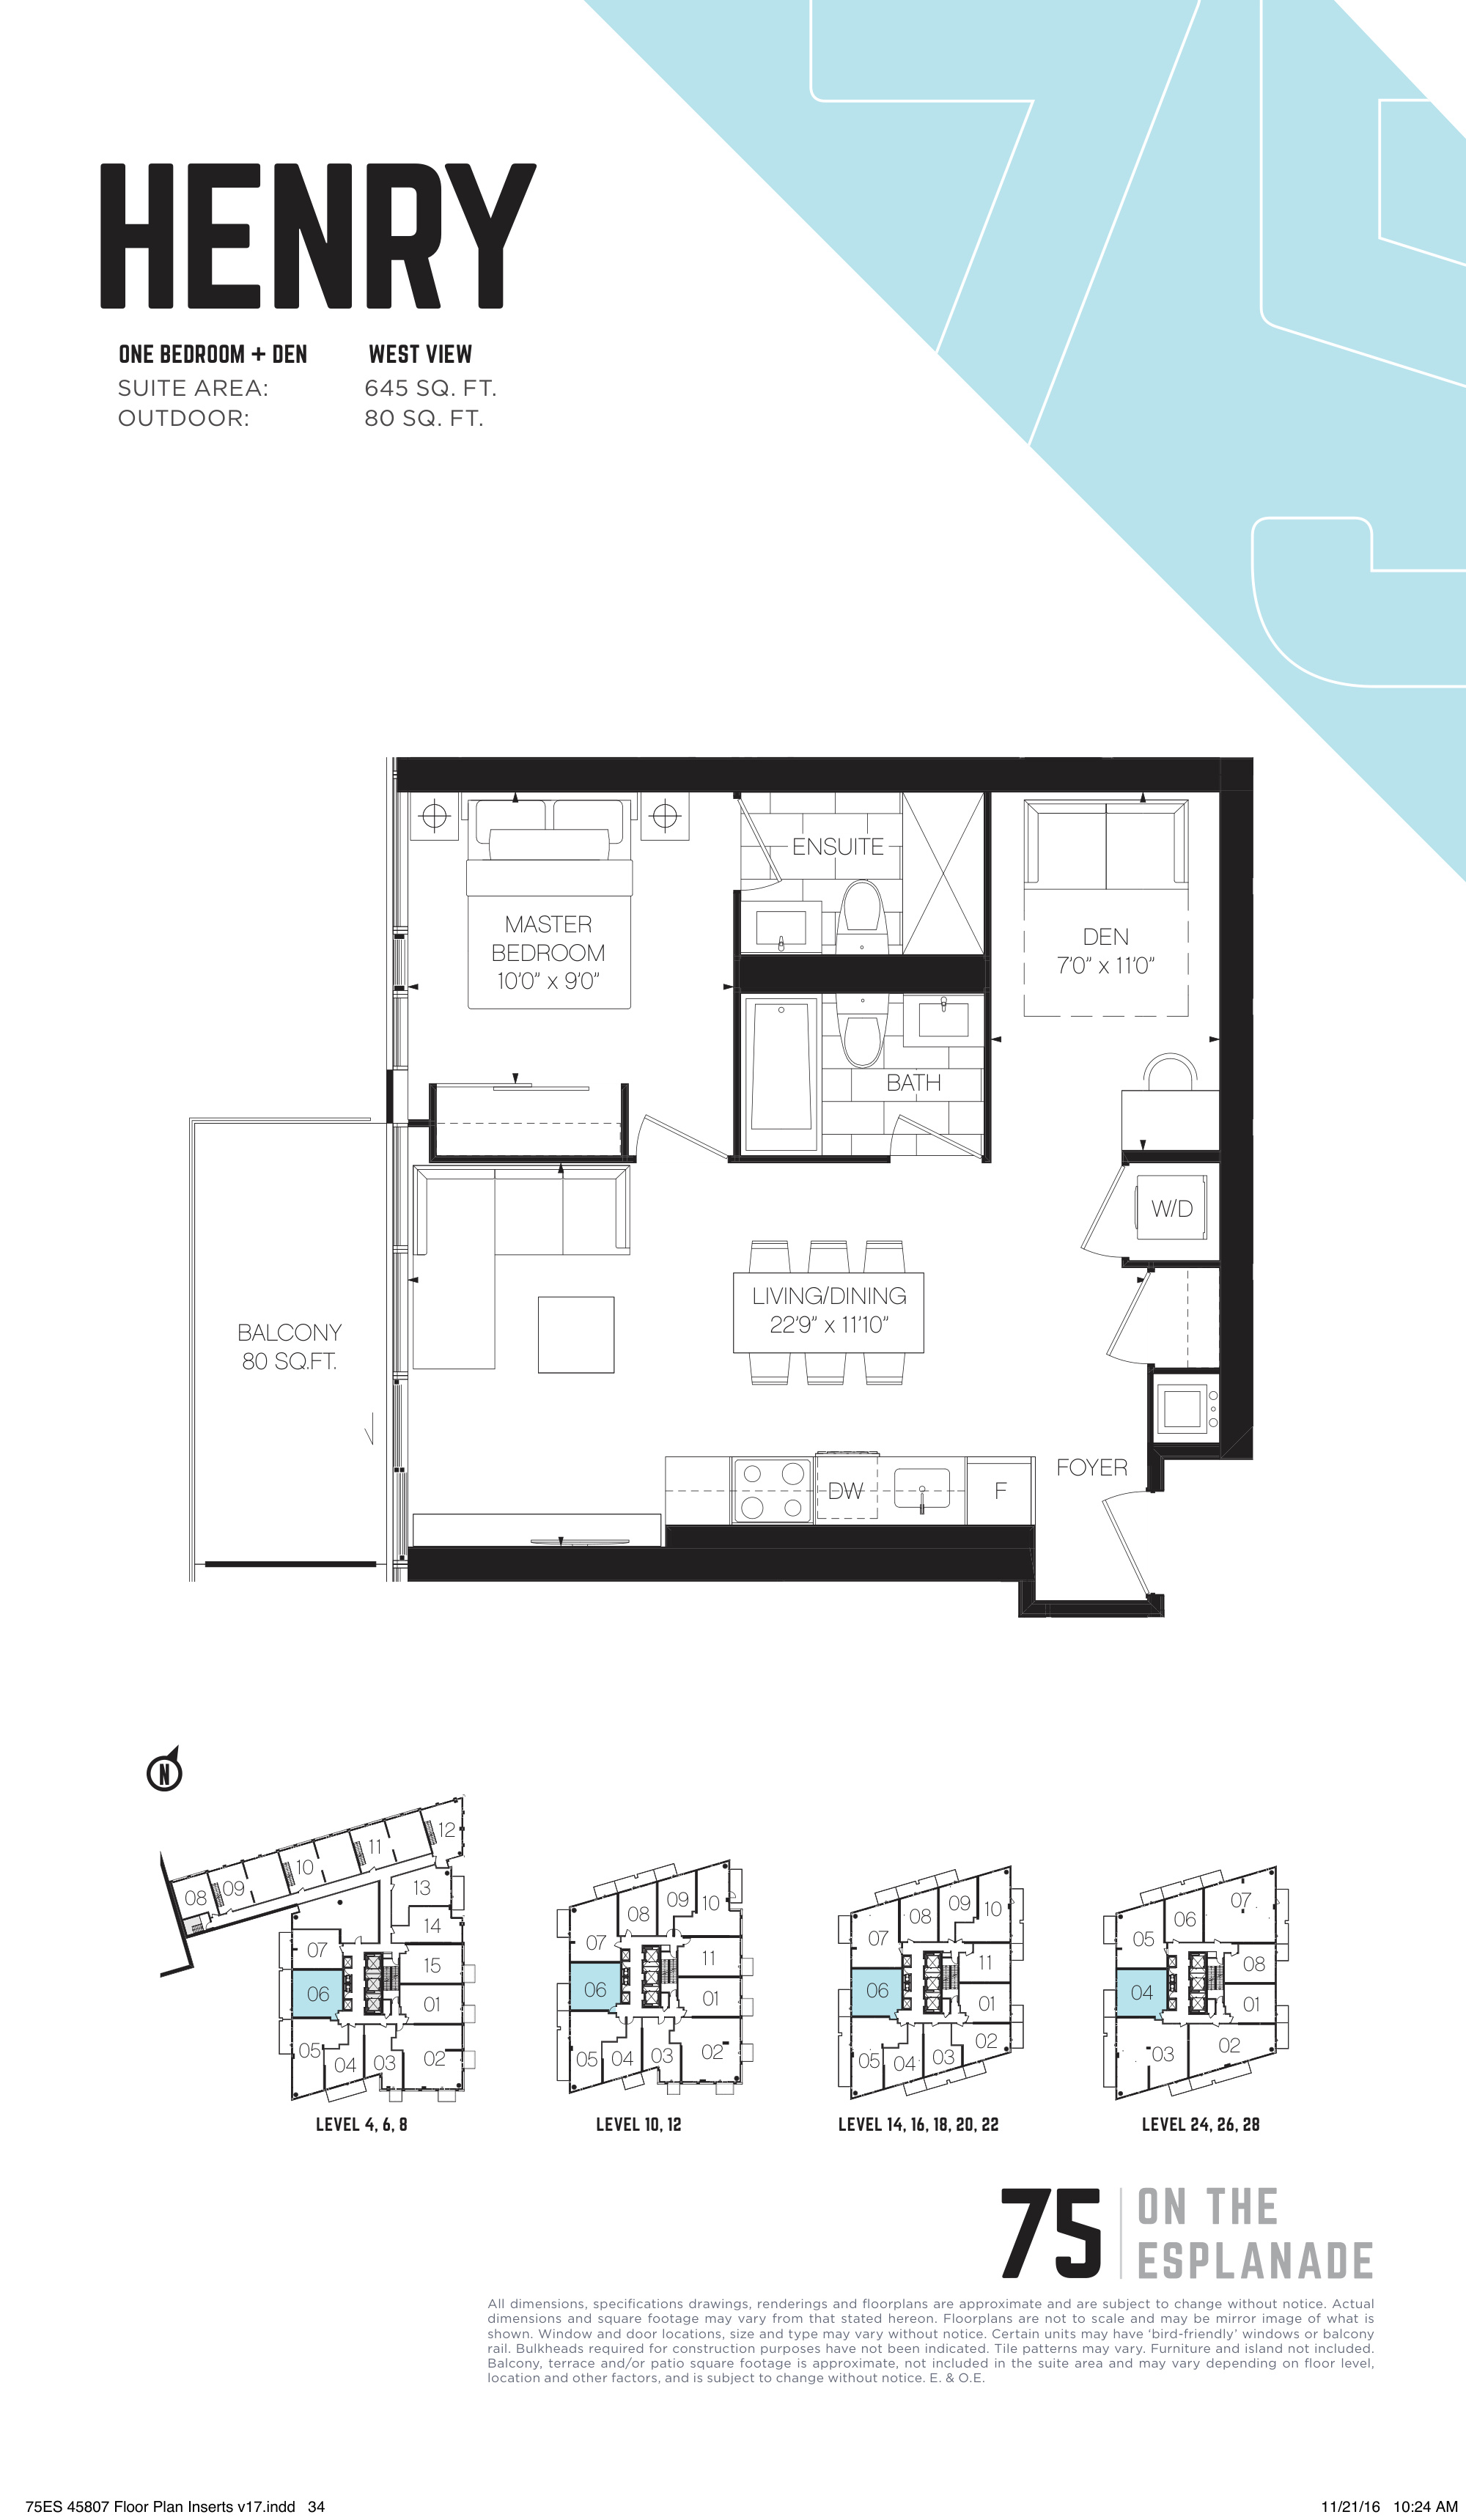 HENRY
ONE BEDROOM + DEN WEST VIEW
SUITE AREA: 645 SQ. FT.
OUTDOOR: 80 SQ. FT.
ENSUITE
MASTER
BEDROOM
10'0" x 9'0"
DEN
7'0" x 11'0"
BATH
W/D
LIVING/DINING
22'9" x 11'10"
BALCONY
80 SQ.FT.
FOYER
DW
F
N
08
09
10
11
12
13
14
15
07
06
01
05
04
03
02
LEVEL 4, 6, 8
07
08
09
10
11
06
01
05
04
03
02
LEVEL 10, 12
07
08
09
10
11
06
01
05
04
03
02
LEVEL 14, 16, 18, 20, 22
05
06
07
08
04
01
03
02
LEVEL 24, 26, 28
75 ON THE
ESPLANADE
All dimensions, specifications drawings, renderings and floorplans are approximate and are subject to change without notice. Actual
dimensions and square footage may vary from that stated hereon. Floorplans are not to scale and may be mirror image of what is
shown. Window and door locations, size and type may vary without notice. Certain units may have 'bird-friendly' windows or balcony
rail. Bulkheads required for construction purposes have not been indicated. Tile patterns may vary. Furniture and island not included.
Balcony, terrace and/or patio square footage is approximate, not included in the suite area and may vary depending on floor level,
location and other factors, and is subject to change without notice. E. & O.E.
75ES 45807 Floor Plan Inserts v17.indd 34
11/21/16 10:24 AM